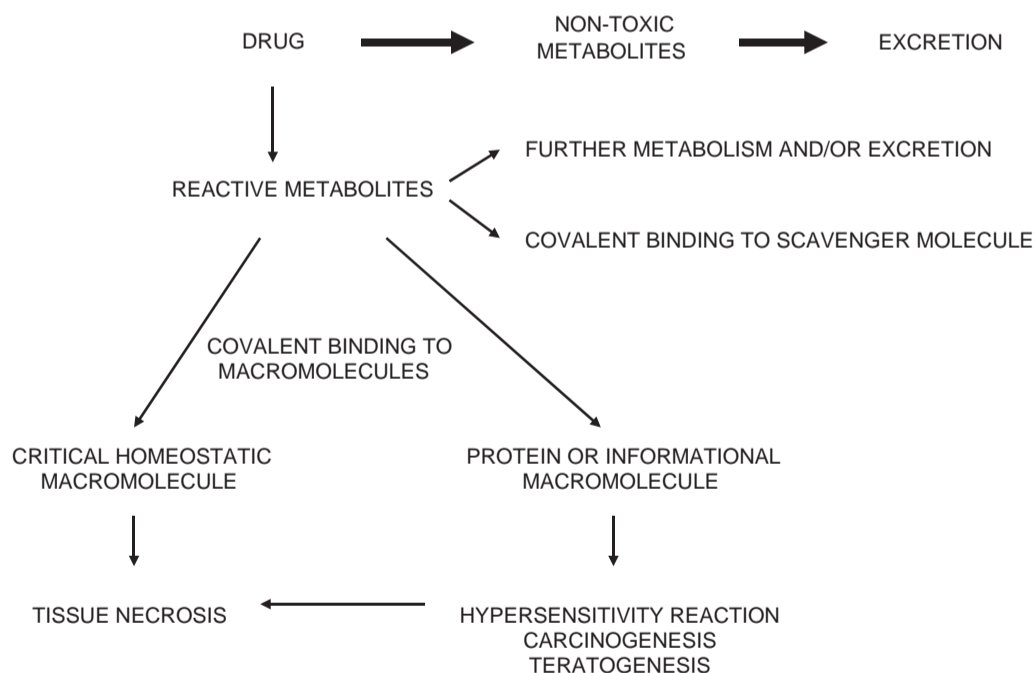 DRUG
NON-TOXIC
METABOLITES
EXCRETION
FURTHER METABOLISM AND/OR EXCRETION
REACTIVE METABOLITES
COVALENT BINDING TO SCAVENGER MOLECULE
COVALENT BINDING TO
MACROMOLECULES
CRITICAL HOMEOSTATIC
MACROMOLECULE
PROTEIN OR INFORMATIONAL
MACROMOLECULE
TISSUE NECROSIS
HYPERSENSITIVITY REACTION
CARCINOGENESIS
TERATOGENESIS